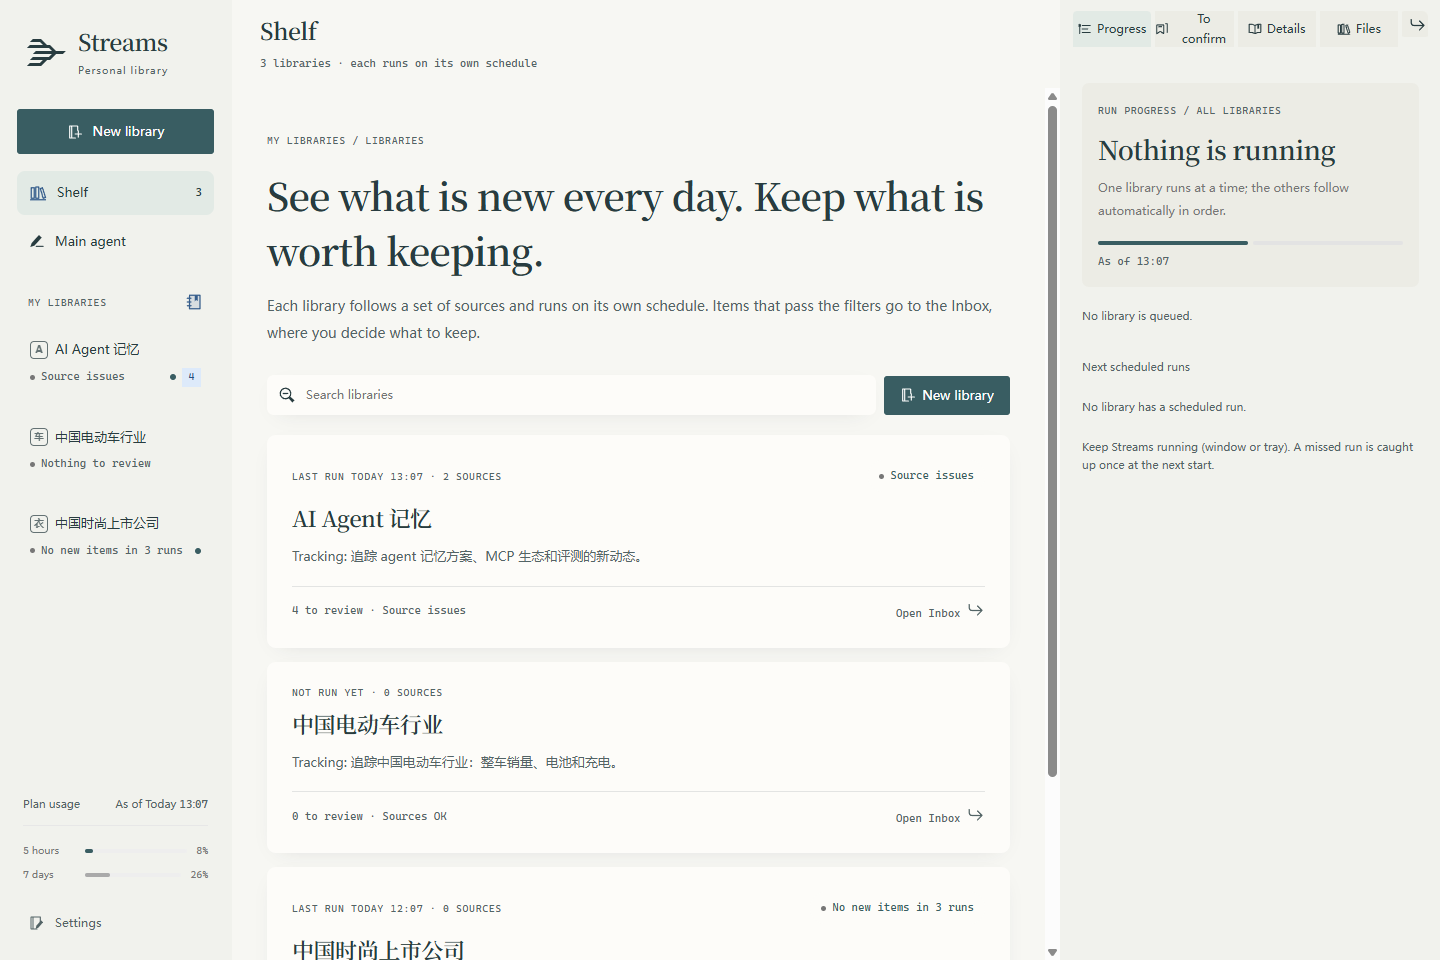 Streams
Personal library
New library
Shelf 3
Main agent
MY LIBRARIES
A AI Agent 记忆
Source issues 4
车 中国电动车行业
Nothing to review
衣 中国时尚上市公司
No new items in 3 runs
Plan usage As of Today 13:07
5 hours 8%
7 days 26%
Settings
Shelf
3 libraries · each runs on its own schedule
MY LIBRARIES / LIBRARIES
See what is new every day. Keep what is
worth keeping.
Each library follows a set of sources and runs on its own schedule. Items that pass the filters go to the Inbox,
where you decide what to keep.
Search libraries
New library
LAST RUN TODAY 13:07 · 2 SOURCES
Source issues
AI Agent 记忆
Tracking: 追踪 agent 记忆方案、MCP 生态和评测的新动态。
4 to review · Source issues
Open Inbox
NOT RUN YET · 0 SOURCES
中国电动车行业
Tracking: 追踪中国电动车行业：整车销量、电池和充电。
0 to review · Sources OK
Open Inbox
LAST RUN TODAY 12:07 · 0 SOURCES
No new items in 3 runs
中国时尚上市公司
Progress
To
confirm
Details
Files
RUN PROGRESS / ALL LIBRARIES
Nothing is running
One library runs at a time; the others follow
automatically in order.
As of 13:07
No library is queued.
Next scheduled runs
No library has a scheduled run.
Keep Streams running (window or tray). A missed run is caught
up once at the next start.